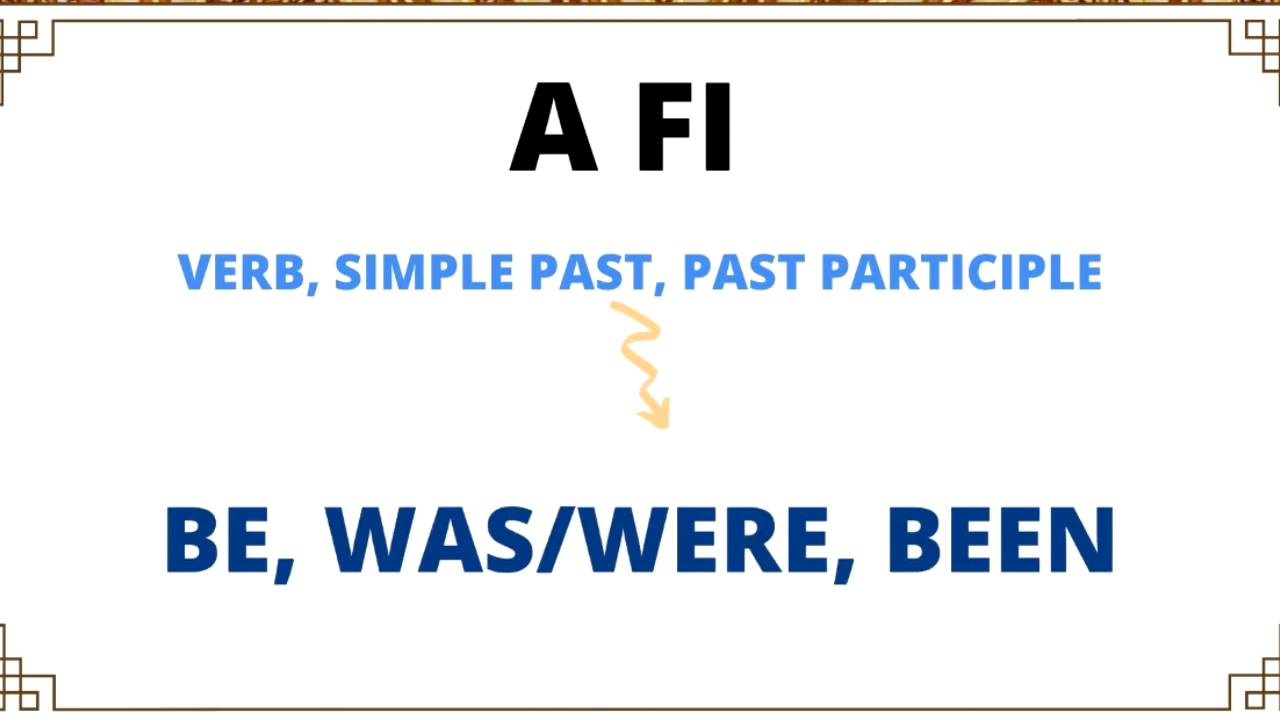 A FI
VERB, SIMPLE PAST, PAST PARTICIPLE
BE, WAS/WERE, BEEN